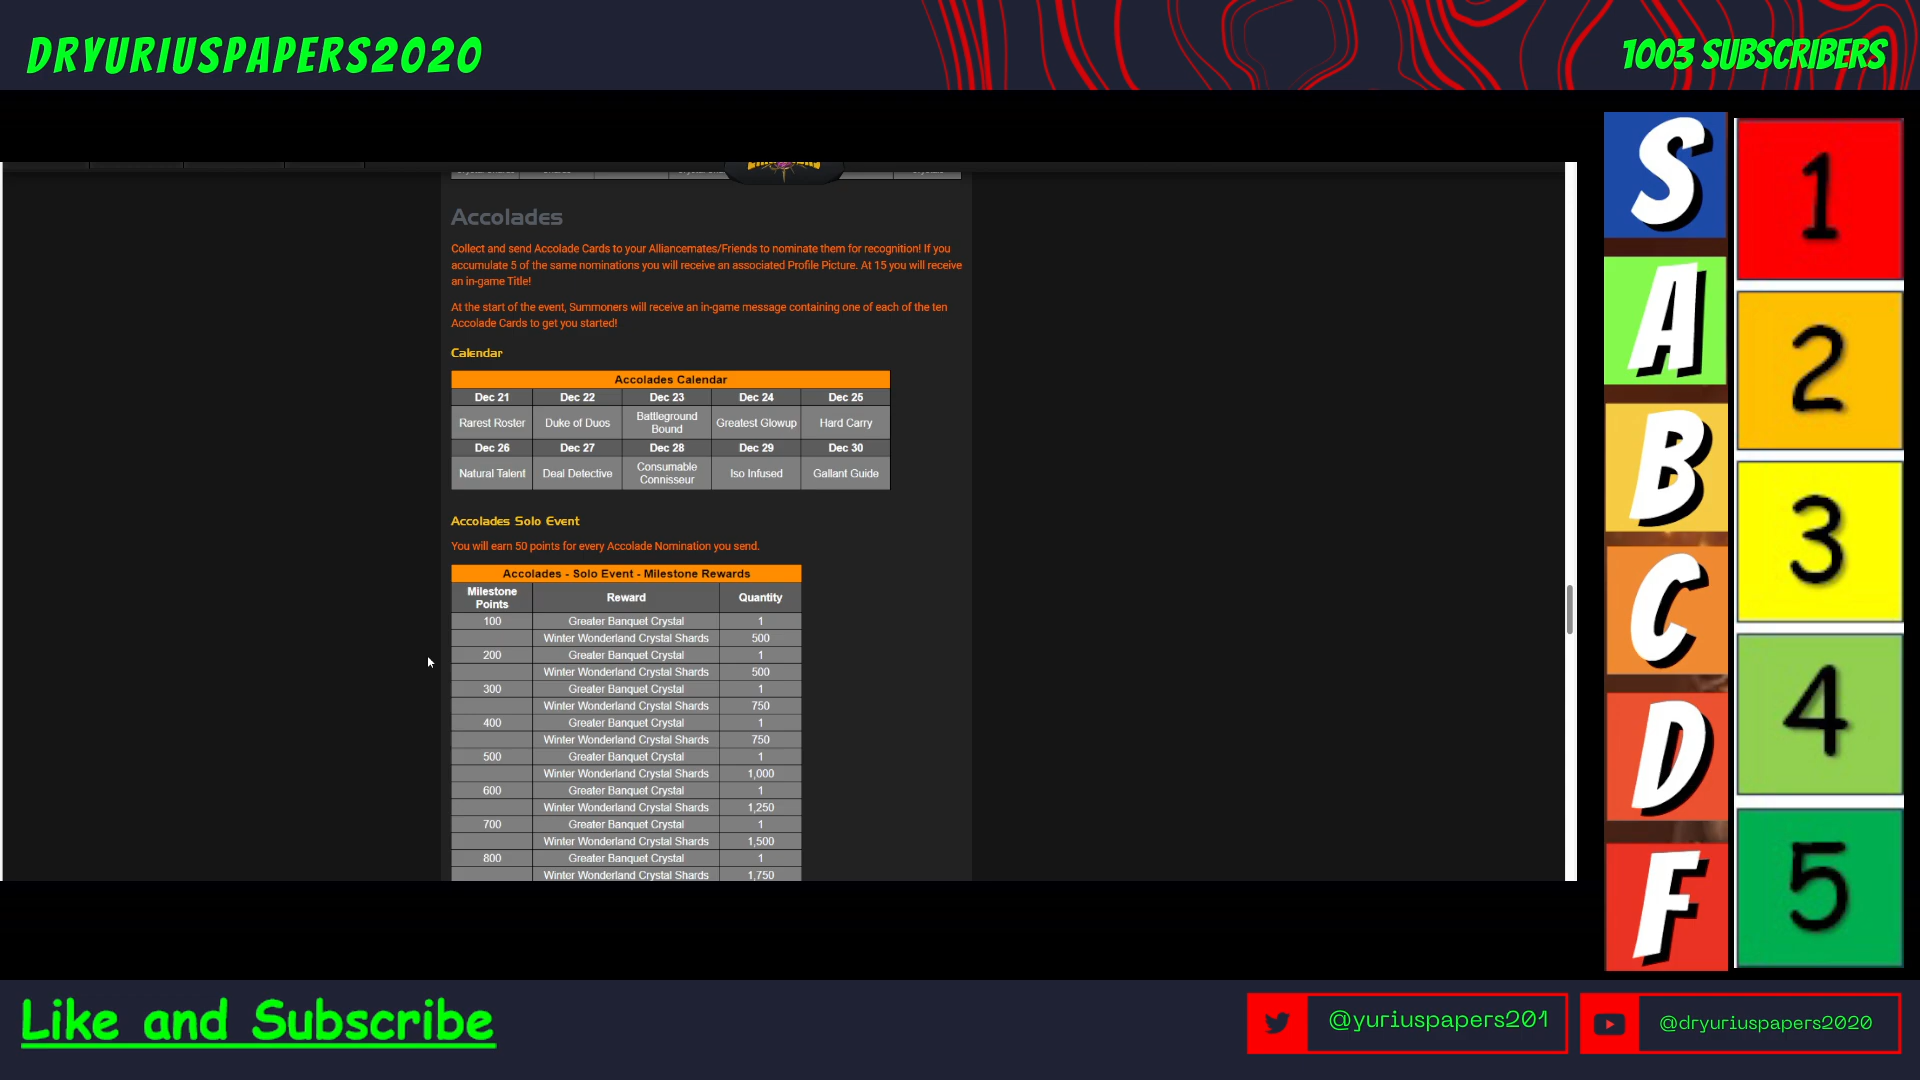 DRYURIUSPAPERS2020
1003 SUBSCRIBERS
Accolades
Collect and send Accolade Cards to your Alliancemates/Friends to nominate them for recognition! If you
accumulate 5 of the same nominations you will receive an associated Profile Picture. At 15 you will receive
an in-game Title!
At the start of the event, Summoners will receive an in-game message containing one of each of the ten
Accolade Cards to get you started!
Calendar
Accolades Calendar
Dec 21 Dec 22 Dec 23 Dec 24 Dec 25
Rarest Roster Duke of Duos Battleground Bound Greatest Glowup Hard Carry
Dec 26 Dec 27 Dec 28 Dec 29 Dec 30
Natural Talent Deal Detective Consumable Connisseur Iso Infused Gallant Guide
Accolades Solo Event
You will earn 50 points for every Accolade Nomination you send.
Accolades - Solo Event - Milestone Rewards
Milestone Points Reward Quantity
100 Greater Banquet Crystal 1
Winter Wonderland Crystal Shards 500
200 Greater Banquet Crystal 1
Winter Wonderland Crystal Shards 500
300 Greater Banquet Crystal 1
Winter Wonderland Crystal Shards 750
400 Greater Banquet Crystal 1
Winter Wonderland Crystal Shards 750
500 Greater Banquet Crystal 1
Winter Wonderland Crystal Shards 1,000
600 Greater Banquet Crystal 1
Winter Wonderland Crystal Shards 1,250
700 Greater Banquet Crystal 1
Winter Wonderland Crystal Shards 1,500
800 Greater Banquet Crystal 1
Winter Wonderland Crystal Shards 1,750
S 1
A 2
B 3
C 4
D 5
F
Like and Subscribe
@yuriuspapers201
@dryuriuspapers2020